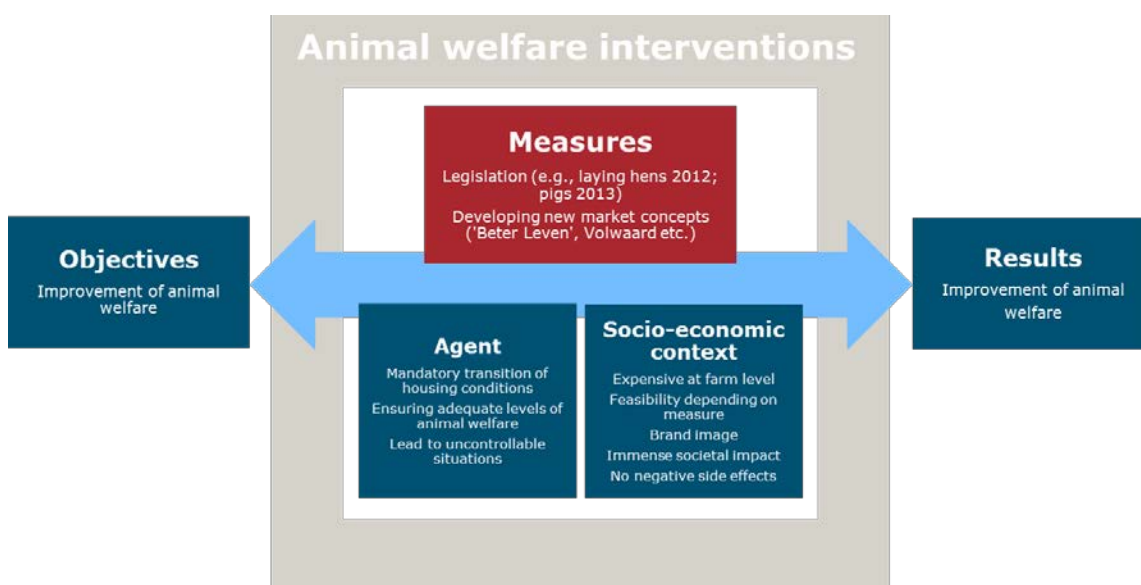 Animal welfare interventions
Measures
Legislation (e.g., laying hens 2012;
pigs 2013)
Developing new market concepts
('Beter Leven', Volwaard etc.)
Objectives
Improvement of animal
welfare
Results
Improvement of animal
welfare
Agent
Mandatory transition of
housing conditions
Ensuring adequate levels of
animal welfare
Lead to uncontrollable
situations
Socio-economic
context
Expensive at farm level
Feasibility depending on
measure
Brand image
Immense societal impact
No negative side effects